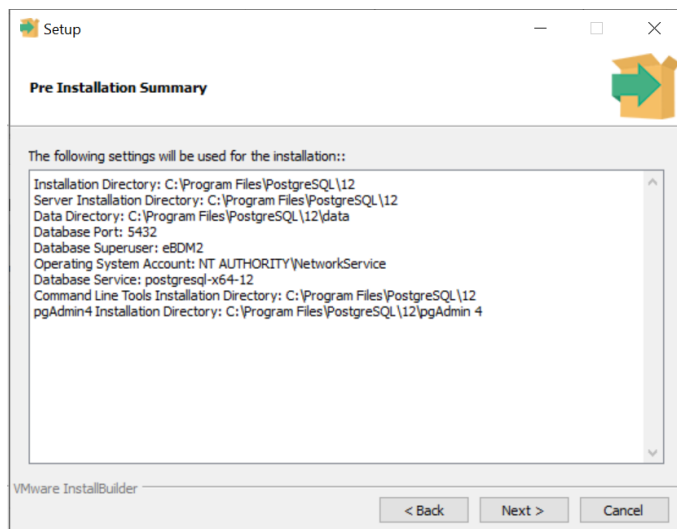 Setup
Pre Installation Summary
The following settings will be used for the installation::
Installation Directory: C:\Program Files\PostgreSQL\12
Server Installation Directory: C:\Program Files\PostgreSQL\12
Data Directory: C:\Program Files\PostgreSQL\12\data
Database Port: 5432
Database Superuser: eBDM2
Operating System Account: NT AUTHORITY\NetworkService
Database Service: postgresql-x64-12
Command Line Tools Installation Directory: C:\Program Files\PostgreSQL\12
pgAdmin4 Installation Directory: C:\Program Files\PostgreSQL\12\pgAdmin 4
VMware InstallBuilder
< Back Next > Cancel